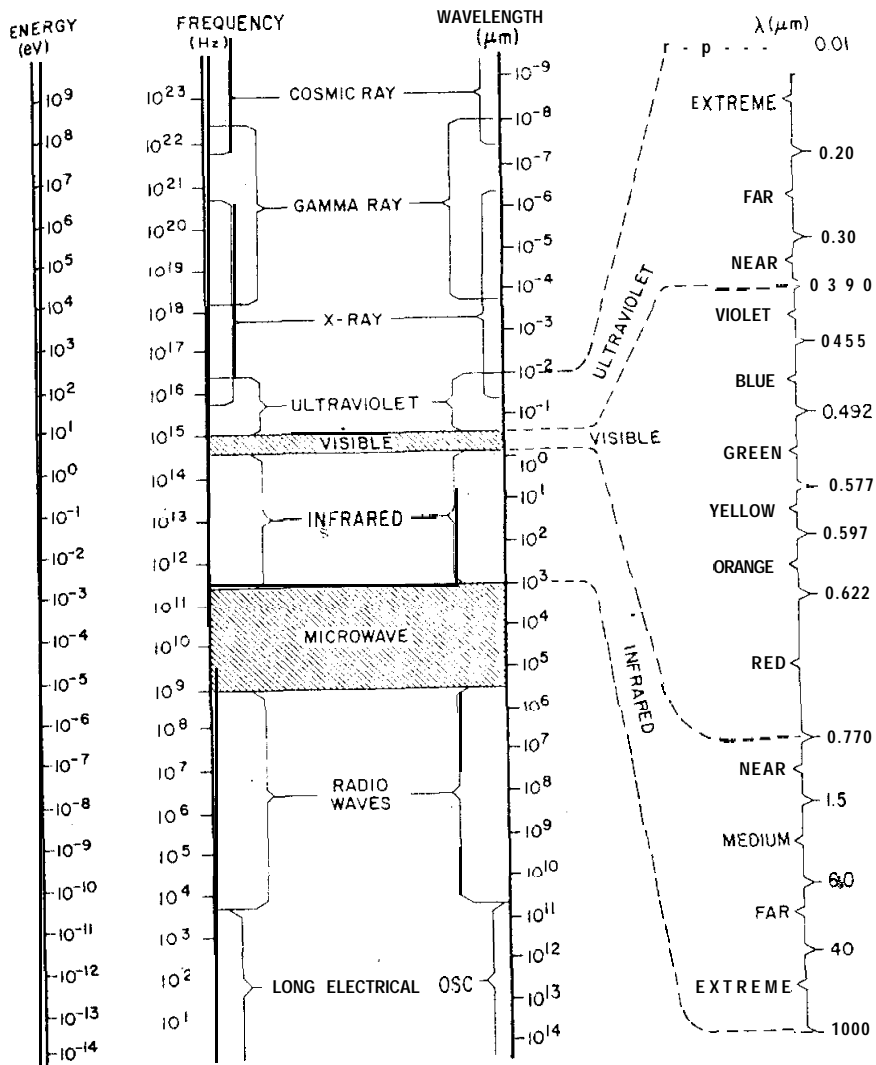 ENERGY
(eV)
10⁹
10⁸
10⁷
10⁶
10⁵
10⁴
10³
10²
10¹
10⁰
10⁻¹
10⁻²
10⁻³
10⁻⁴
10⁻⁵
10⁻⁶
10⁻⁷
10⁻⁸
10⁻⁹
10⁻¹⁰
10⁻¹¹
10⁻¹²
10⁻¹³
10⁻¹⁴
FREQUENCY
(Hz)
10²³
10²²
10²¹
10²⁰
10¹⁹
10¹⁸
10¹⁷
10¹⁶
10¹⁵
10¹⁴
10¹³
10¹²
10¹¹
10¹⁰
10⁹
10⁸
10⁷
10⁶
10⁵
10⁴
10³
10²
10¹
COSMIC RAY
GAMMA RAY
X-RAY
ULTRAVIOLET
VISIBLE
INFRARED
MICROWAVE
RADIO
WAVES
LONG ELECTRICAL OSC
WAVELENGTH
(μm)
10⁻⁹
10⁻⁸
10⁻⁷
10⁻⁶
10⁻⁵
10⁻⁴
10⁻³
10⁻²
10⁻¹
10⁰
10¹
10²
10³
10⁴
10⁵
10⁶
10⁷
10⁸
10⁹
10¹⁰
10¹¹
10¹²
10¹³
10¹⁴
ULTRAVIOLET
VISIBLE
INFRARED
λ(μm)
0.01
EXTREME
0.20
FAR
0.30
NEAR
0390
VIOLET
0455
BLUE
0.492
GREEN
0.577
YELLOW
0.597
ORANGE
0.622
RED
0.770
NEAR
1.5
MEDIUM
FAR
40
EXTREME
1000